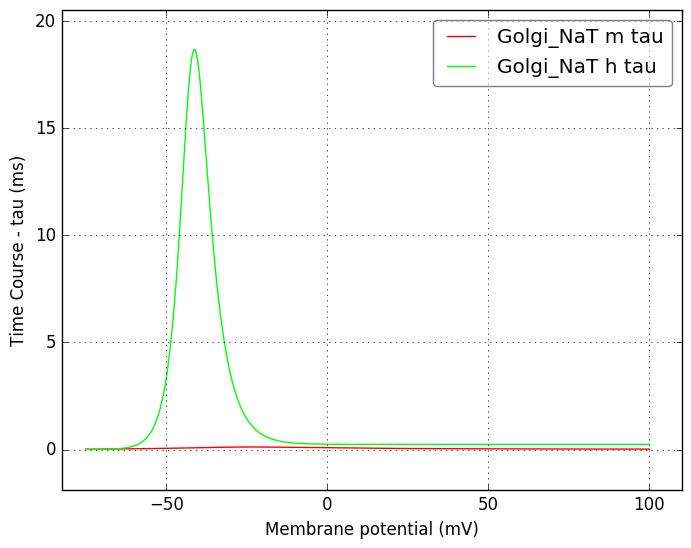 Golgi_NaT m tau
Golgi_NaT h tau
20
15
10
5
0
−50
0
50
100
Time Course - tau (ms)
Membrane potential (mV)